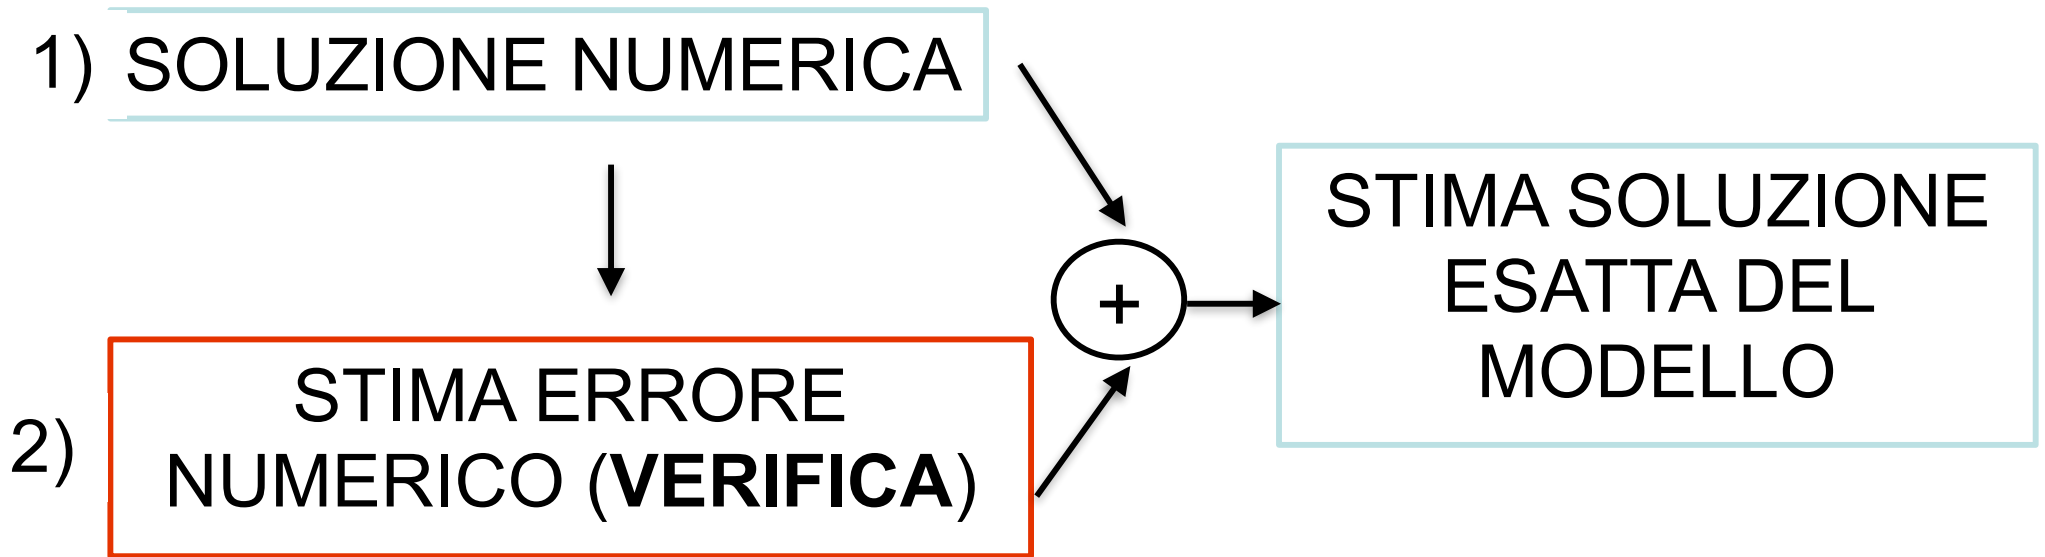 1) SOLUZIONE NUMERICA
+
STIMA SOLUZIONE
ESATTA DEL
MODELLO
2) STIMA ERRORE
NUMERICO (VERIFICA)